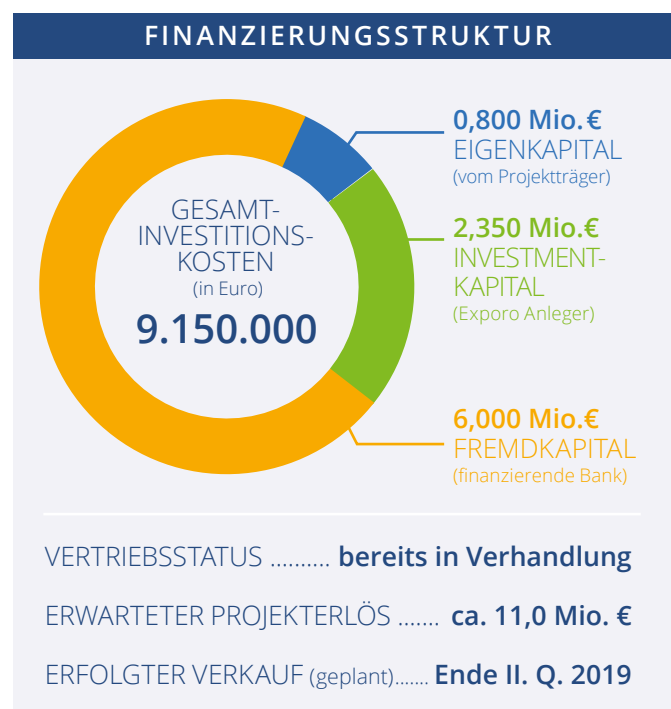 FINANZIERUNGSSTRUKTUR
GESAMT-
INVESTITIONS-
KOSTEN
(in Euro)
9.150.000
0,800 Mio. €
EIGENKAPITAL
(vom Projektträger)
2,350 Mio. €
INVESTMENT-
KAPITAL
(Exporo Anleger)
6,000 Mio. €
FREMDKAPITAL
(finanzierende Bank)
VERTRIEBSSTATUS .......... bereits in Verhandlung
ERWARTETER PROJEKTERLÖS ....... ca. 11,0 Mio. €
ERFOLGTER VERKAUF (geplant)...... Ende II. Q. 2019